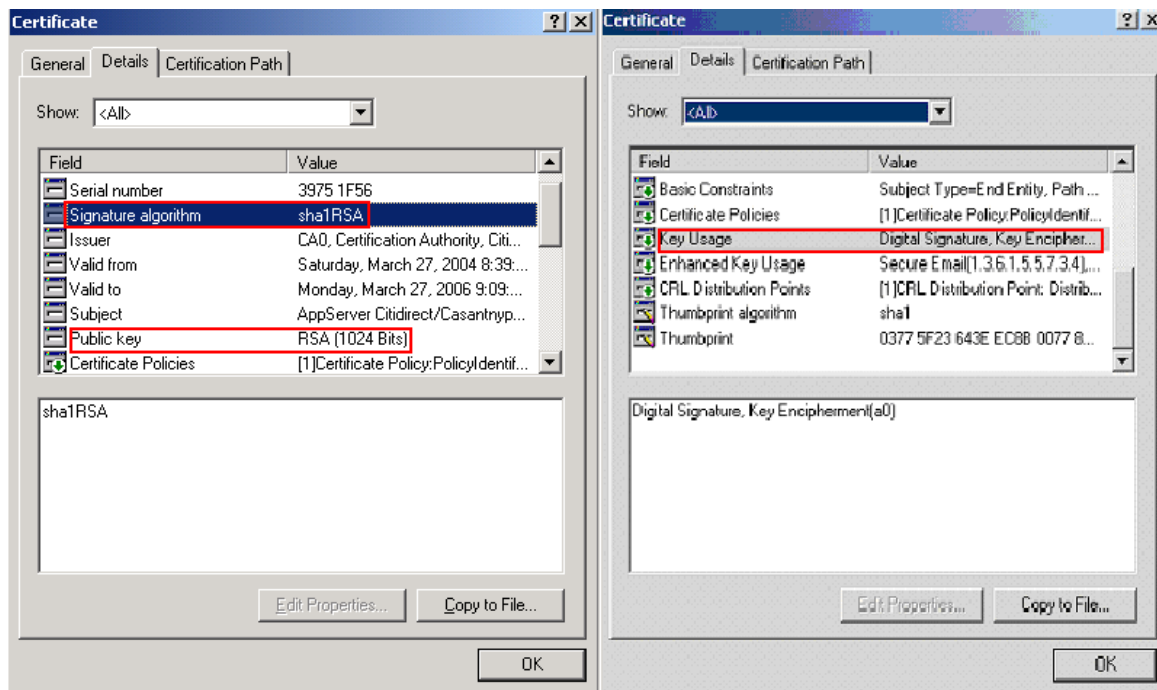 Certificate
General Details Certification Path
Show: <All>
Field Value
Serial number 3975 1F56
Signature algorithm sha1RSA
Issuer CA0, Certification Authority, Citi...
Valid from Saturday, March 27, 2004 8:39:...
Valid to Monday, March 27, 2006 9:09:...
Subject AppServer Citidirect/Casantnyp...
Public key RSA (1024 Bits)
Certificate Policies [1]Certificate Policy:PolicyIdentif...
sha1RSA
Edit Properties... Copy to File...
OK
Certificate
General Details Certification Path
Show: <All>
Field Value
Basic Constraints Subject Type=End Entity, Path ...
Certificate Policies [1]Certificate Policy:PolicyIdentif...
Key Usage Digital Signature, Key Encipher...
Enhanced Key Usage Secure Email(1.3.6.1.5.5.7.3.4),...
CRL Distribution Points [1]CRL Distribution Point: Distrib...
Thumbprint algorithm sha1
Thumbprint 0377 5F23 643E EC8B 0077 8...
Digital Signature, Key Encipherment(a0)
Edit Properties... Copy to File...
OK